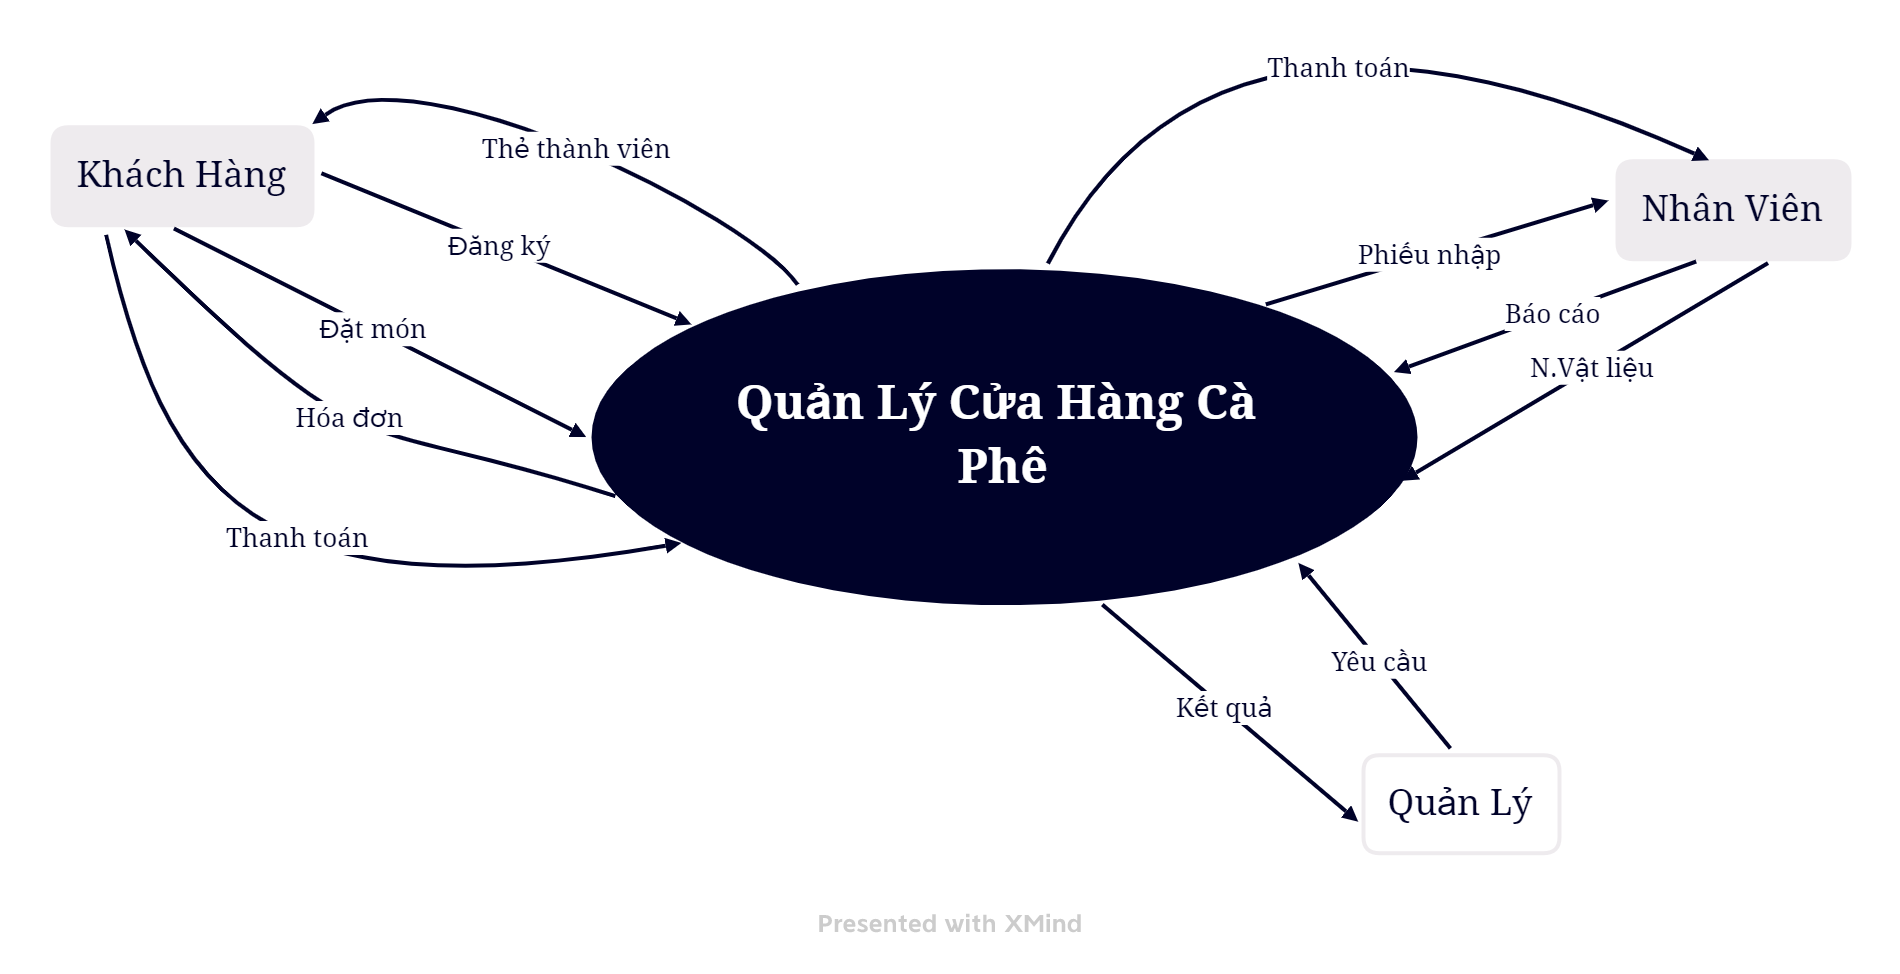 Thanh toán
Thẻ thành viên
Khách Hàng
Nhân Viên
Đăng ký
Phiếu nhập
Đặt món
Báo cáo
N.Vật liệu
Quản Lý Cửa Hàng Cà
Phê
Hóa đơn
Thanh toán
Yêu cầu
Kết quả
Quản Lý
Presented with XMind